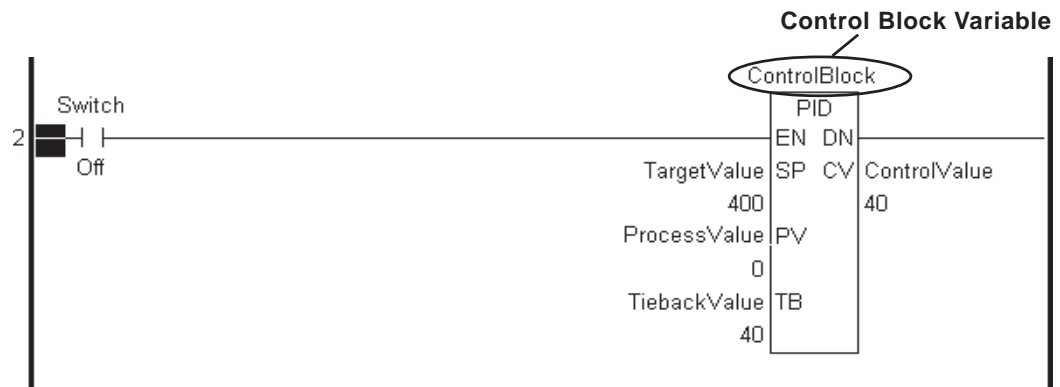 Control Block Variable
ControlBlock
Switch
PID
2
EN DN
Off
TargetValue SP CV ControlValue
400 40
ProcessValue PV
0
TiebackValue TB
40